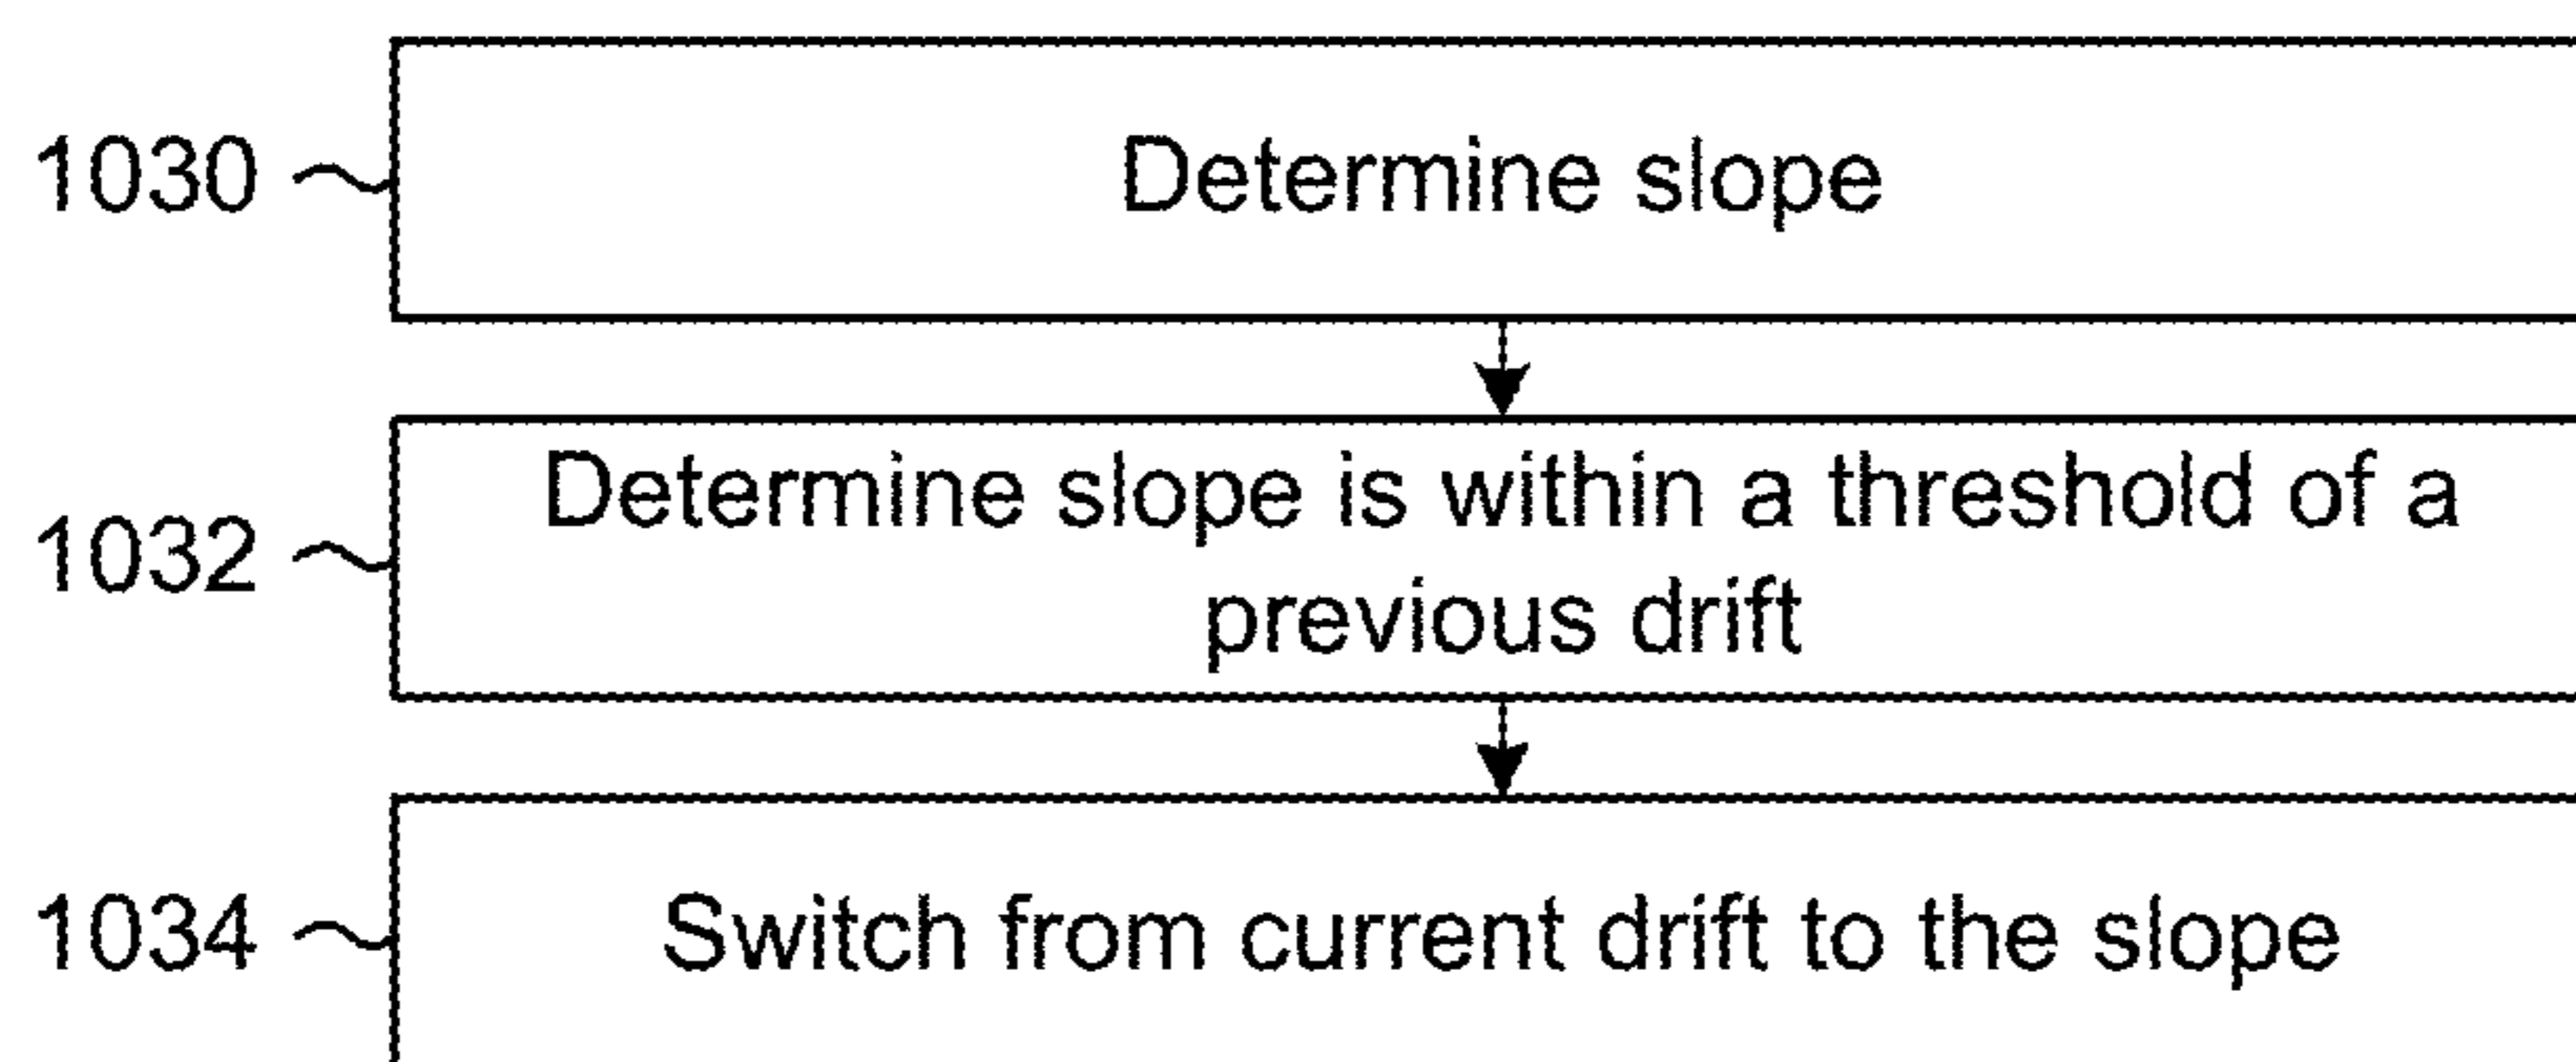 1030 Determine slope
1032 Determine slope is within a threshold of a
previous drift
1034 Switch from current drift to the slope